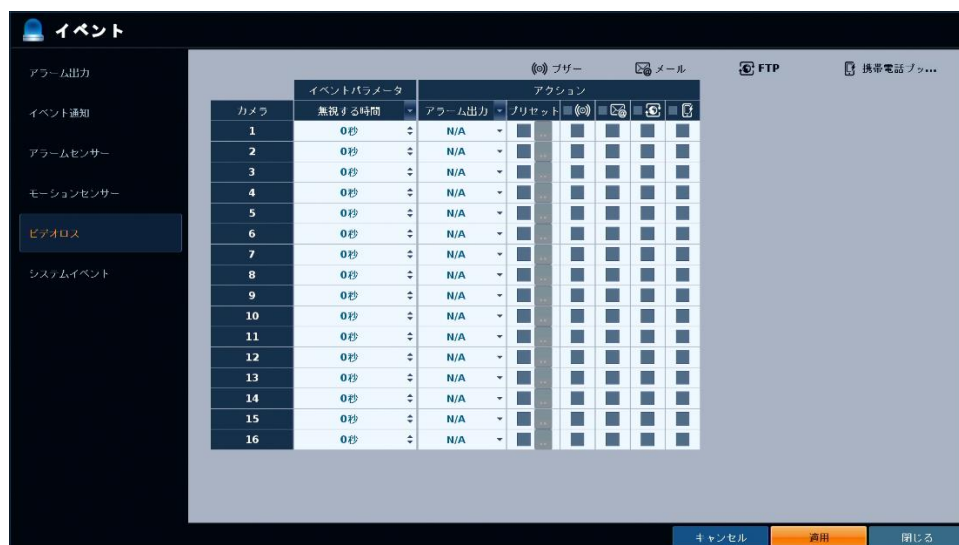 イベント
アラーム出力
イベント通知
アラームセンサー
モーションセンサー
ビデオロス
システムイベント
ブザー メール FTP 携帯電話プッ...
イベントパラメータ アクション
カメラ 無視する時間 アラーム出力 プリセット
1 0秒 N/A ..
2 0秒 N/A ..
3 0秒 N/A ..
4 0秒 N/A ..
5 0秒 N/A ..
6 0秒 N/A ..
7 0秒 N/A ..
8 0秒 N/A ..
9 0秒 N/A ..
10 0秒 N/A ..
11 0秒 N/A ..
12 0秒 N/A ..
13 0秒 N/A ..
14 0秒 N/A ..
15 0秒 N/A ..
16 0秒 N/A ..
キャンセル 適用 閉じる